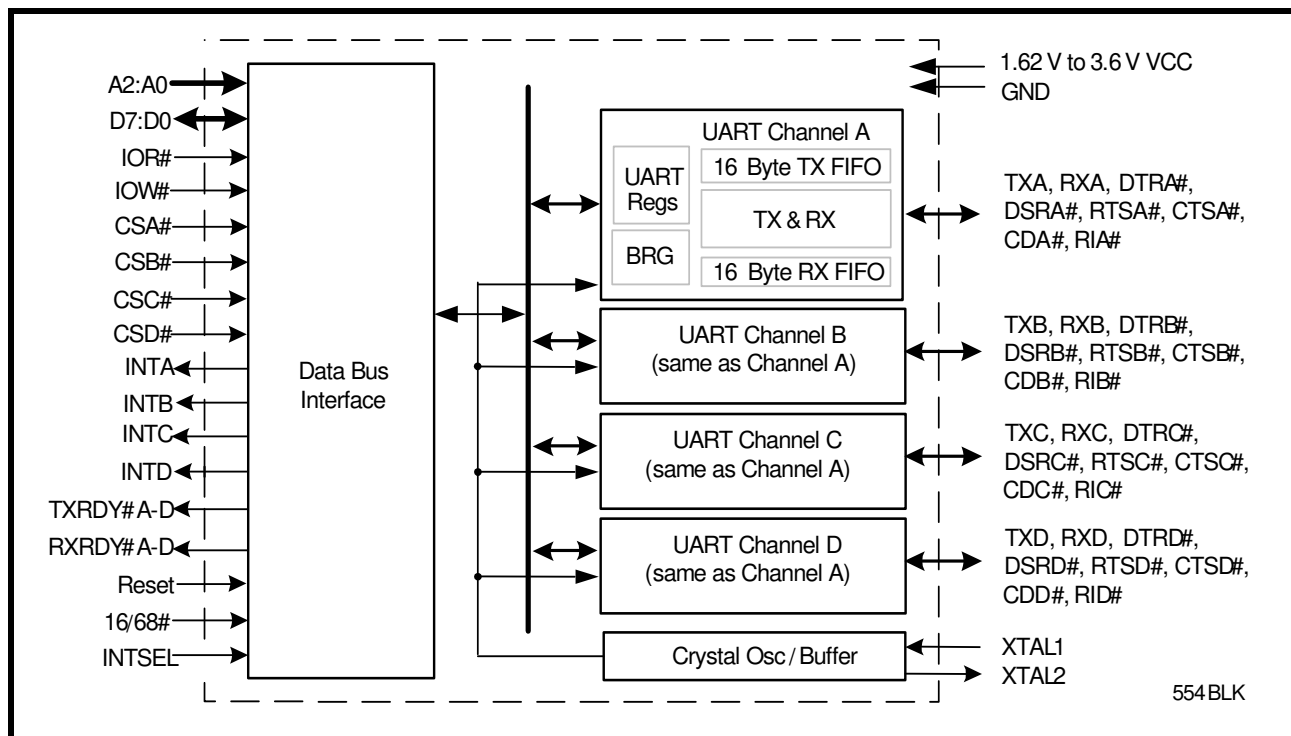 A2:A0
D7:D0
IOR#
IOW#
CSA#
CSB#
CSC#
CSD#
INTA
INTB
INTC
INTD
TXRDY# A-D
RXRDY# A-D
Reset
16/68#
INTSEL
Data Bus
Interface
UART Channel A
UART
Regs
BRG
16 Byte TX FIFO
TX & RX
16 Byte RX FIFO
UART Channel B
(same as Channel A)
UART Channel C
(same as Channel A)
UART Channel D
(same as Channel A)
Crystal Osc / Buffer
1.62 V to 3.6 V VCC
GND
TXA, RXA, DTRA#,
DSRA#, RTSA#, CTSA#,
CDA#, RIA#
TXB, RXB, DTRB#,
DSRB#, RTSB#, CTSB#,
CDB#, RIB#
TXC, RXC, DTRC#,
DSRC#, RTSC#, CTSC#,
CDC#, RIC#
TXD, RXD, DTRD#,
DSRD#, RTSD#, CTSD#,
CDD#, RID#
XTAL1
XTAL2
554 BLK